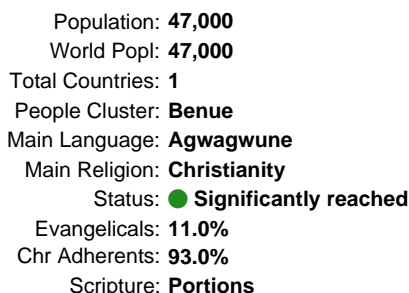 Population: 47,000
World Popl: 47,000
Total Countries: 1
People Cluster: Benue
Main Language: Agwagwune
Main Religion: Christianity
Status: Significantly reached
Evangelicals: 11.0%
Chr Adherents: 93.0%
Scripture: Portions